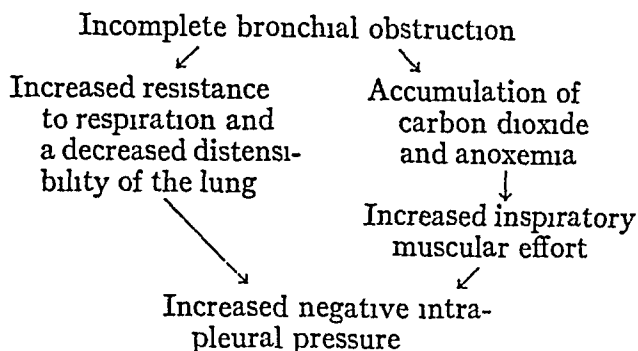 Incomplete bronchial obstruction
Increased resistance
to respiration and
a decreased distensi-
bility of the lung
Accumulation of
carbon dioxide
and anoxemia
Increased inspiratory
muscular effort
Increased negative intra-
pleural pressure